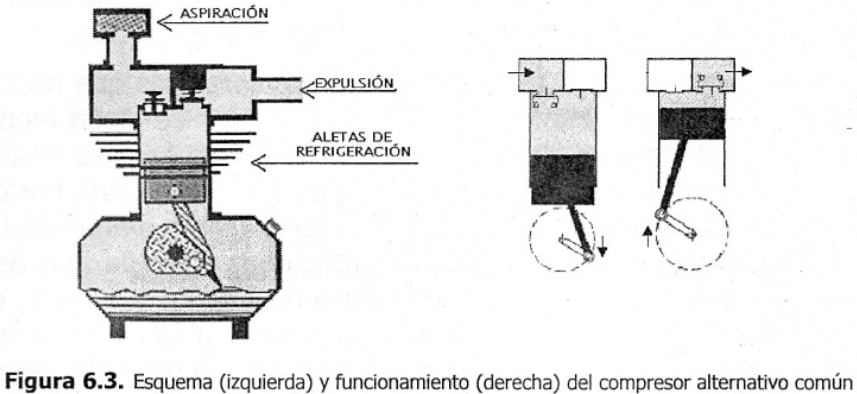 ASPIRACIÓN
EXPULSIÓN
ALETAS DE
REFRIGERACIÓN
Figura 6.3. Esquema (izquierda) y funcionamiento (derecha) del compresor alternativo común